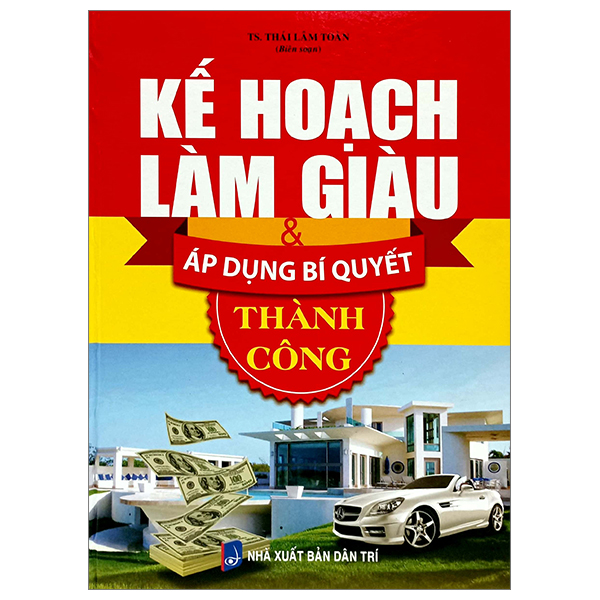 TS. THÁI LÂM TOÀN
(Biên soạn)
KẾ HOẠCH
LÀM GIÀU
&
ÁP DỤNG BÍ QUYẾT
THÀNH
CÔNG
NHÀ XUẤT BẢN DÂN TRÍ